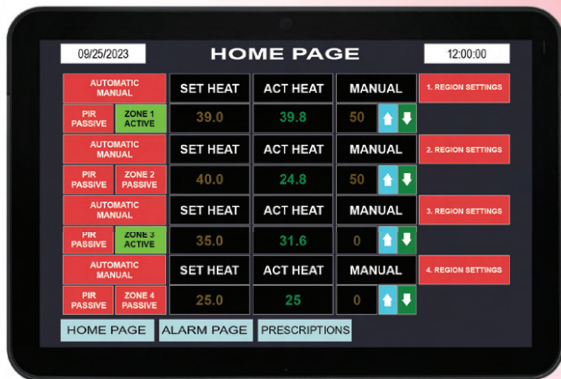 09/25/2023 HOME PAGE 12:00:00
AUTOMATIC
MANUAL
SET HEAT ACT HEAT MANUAL 1. REGION SETTINGS
PIR
PASSIVE
ZONE 1
ACTIVE
39.0 39.8 50
AUTOMATIC
MANUAL
SET HEAT ACT HEAT MANUAL 2. REGION SETTINGS
PIR
PASSIVE
ZONE 2
PASSIVE
40.0 24.8 50
AUTOMATIC
MANUAL
SET HEAT ACT HEAT MANUAL 3. REGION SETTINGS
PIR
PASSIVE
ZONE 3
ACTIVE
35.0 31.6 0
AUTOMATIC
MANUAL
SET HEAT ACT HEAT MANUAL 4. REGION SETTINGS
PIR
PASSIVE
ZONE 4
PASSIVE
25.0 25 0
HOME PAGE ALARM PAGE PRESCRIPTIONS